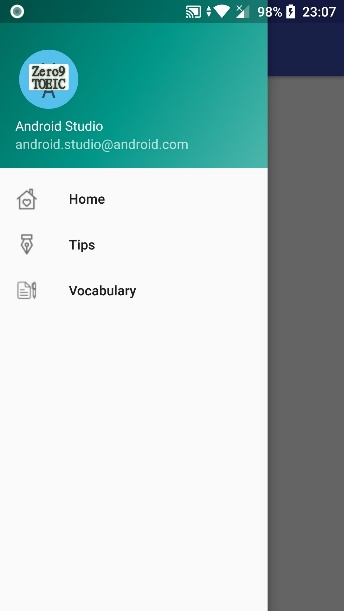 98% 23:07
Zero9
TOEIC
Android Studio
android.studio@android.com
Home
Tips
Vocabulary